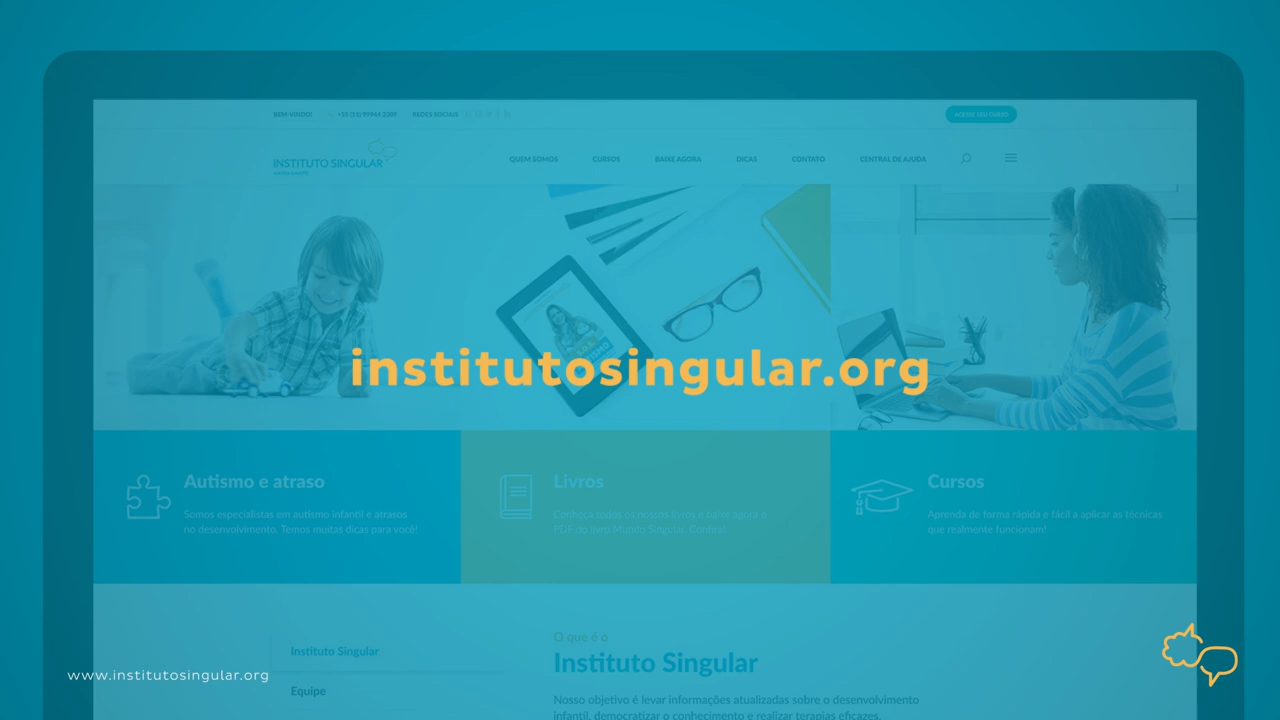 BEM-VINDO!
REDES SOCIAIS
ACESSE SEU CURSO
INSTITUTO SINGULAR
QUEM SOMOS
CURSOS
BAIXE AGORA
DICAS
CONTATO
CENTRAL DE AJUDA
institutosingular.org
Autismo e atraso
Somos especialistas em autismo infantil e atrasos
no desenvolvimento. Temos muitas dicas para você!
Livros
Conheça todos os nossos livros e baixe agora o
PDF do livro Mundo Singular. Confira!
Cursos
Aprenda de forma rápida e fácil a aplicar as técnicas
que realmente funcionam!
Instituto Singular
Equipe
O que é o
Instituto Singular
Nosso objetivo é levar informações atualizadas sobre o desenvolvimento
infantil, democratizar o conhecimento e realizar terapias eficazes.
www.institutosingular.org